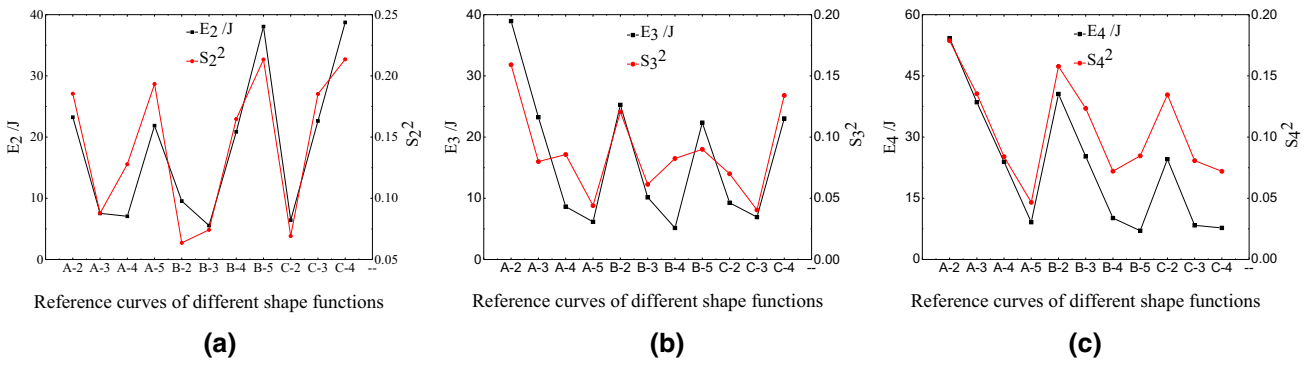 40
30
20
10
0
E2 /J
E2 /J
S2²
0.25
0.20
0.15
0.10
0.05
S2²
A-2 A-3 A-4 A-5 B-2 B-3 B-4 B-5 C-2 C-3 C-4 --
Reference curves of different shape functions
(a)
40
30
20
10
0
E3 /J
E3 /J
S3²
0.20
0.15
0.10
0.05
0.00
S3²
A-2 A-3 A-4 A-5 B-2 B-3 B-4 B-5 C-2 C-3 C-4 --
Reference curves of different shape functions
(b)
60
45
30
15
0
E4 /J
E4 /J
S4²
0.20
0.15
0.10
0.05
0.00
S4²
A-2 A-3 A-4 A-5 B-2 B-3 B-4 B-5 C-2 C-3 C-4 --
Reference curves of different shape functions
(c)